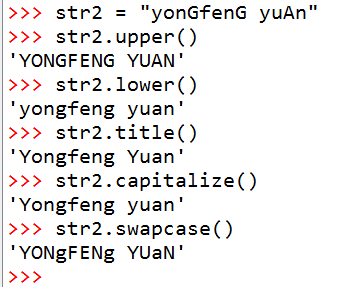 >>> str2 = "yonGfenG yuAn"
>>> str2.upper()
'YONGFENG YUAN'
>>> str2.lower()
'yongfeng yuan'
>>> str2.title()
'Yongfeng Yuan'
>>> str2.capitalize()
'Yongfeng yuan'
>>> str2.swapcase()
'YONgFENg YUaN'
>>>